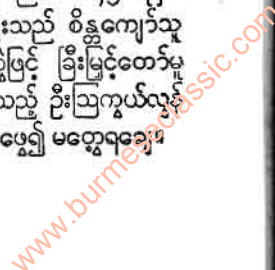 းသည် စိန္တကျော်သူ
ဖြင့် ချီးမြှင့်တော်မူ
သည့် ဦးဩကွယ်လွန်
ဖွေ၍ မတွေ့ရချေ။
www.burmeseclassic.com